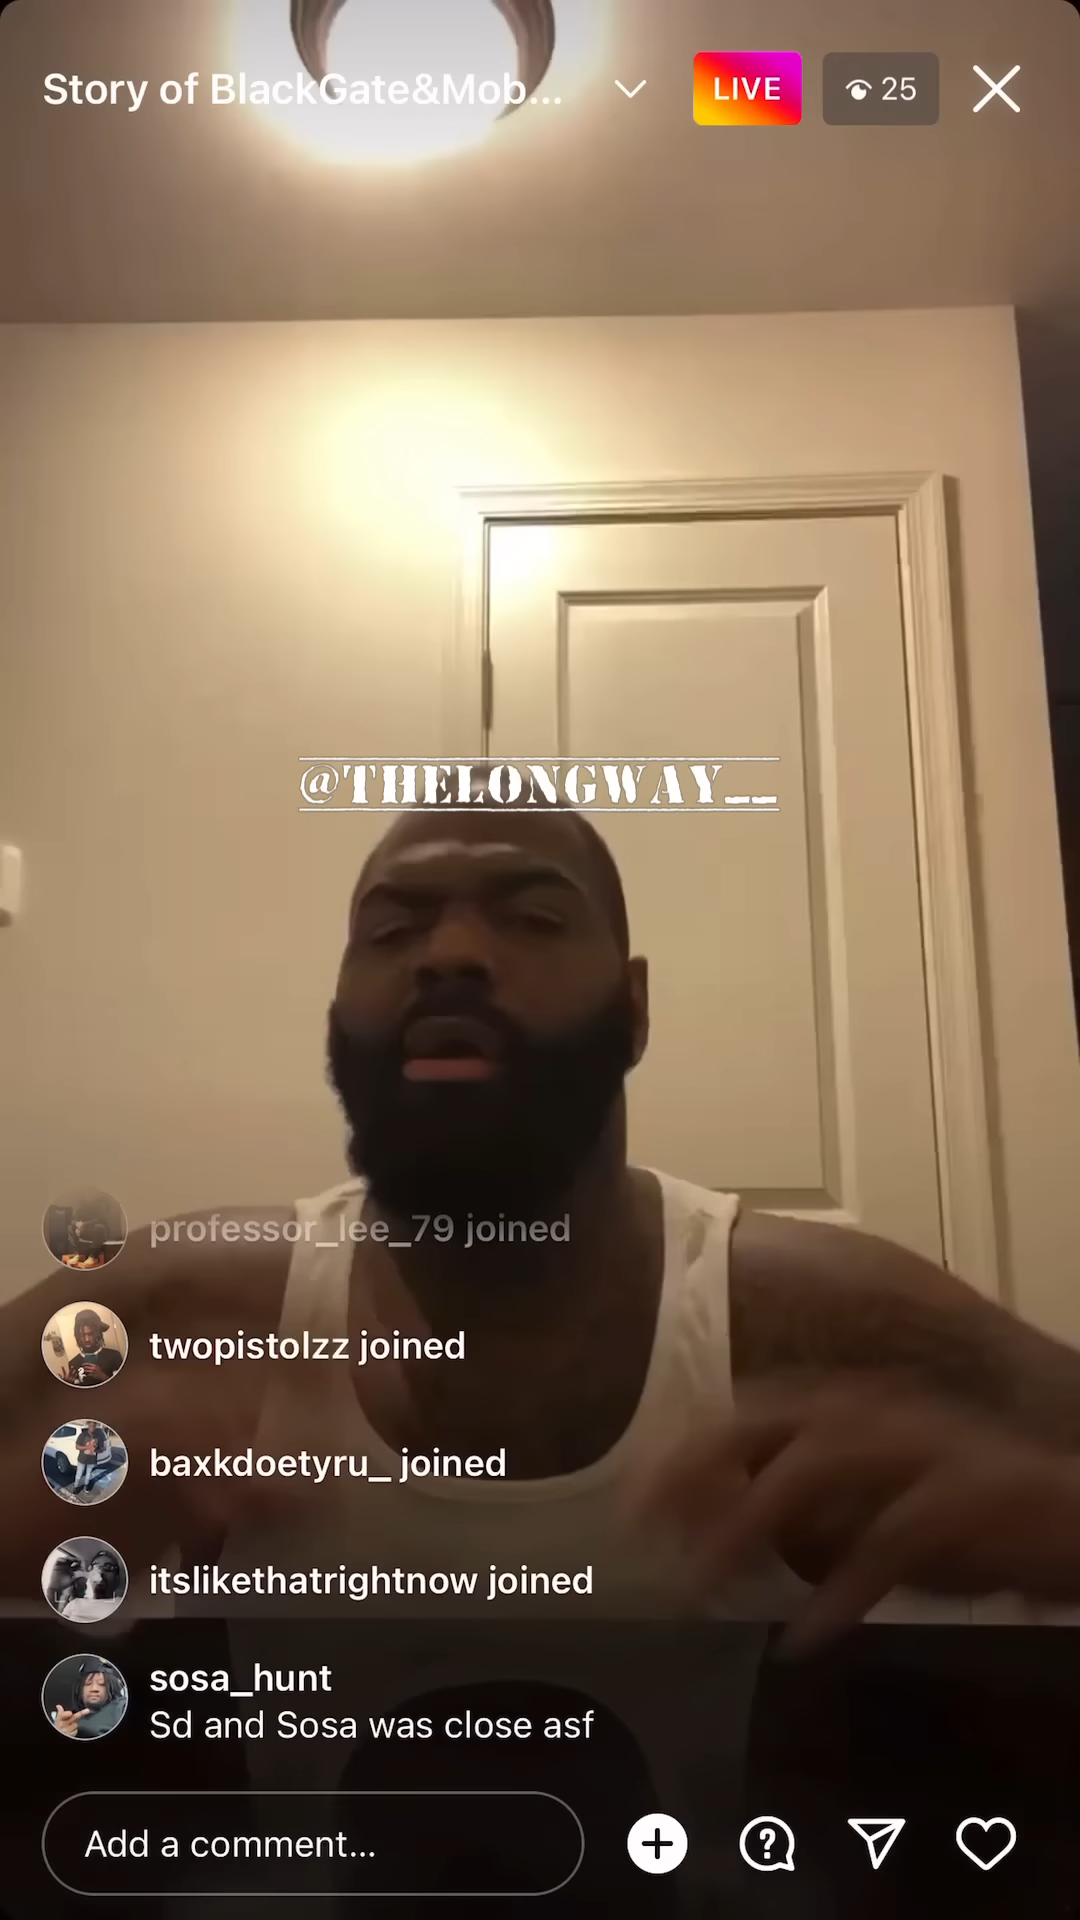 Story of BlackGate&Mob...
LIVE
25
@THELONGWAY__
professor_lee_79 joined
twopistolzz joined
baxkdoetyru_ joined
itslikethatrightnow joined
sosa_hunt
Sd and Sosa was close asf
Add a comment...